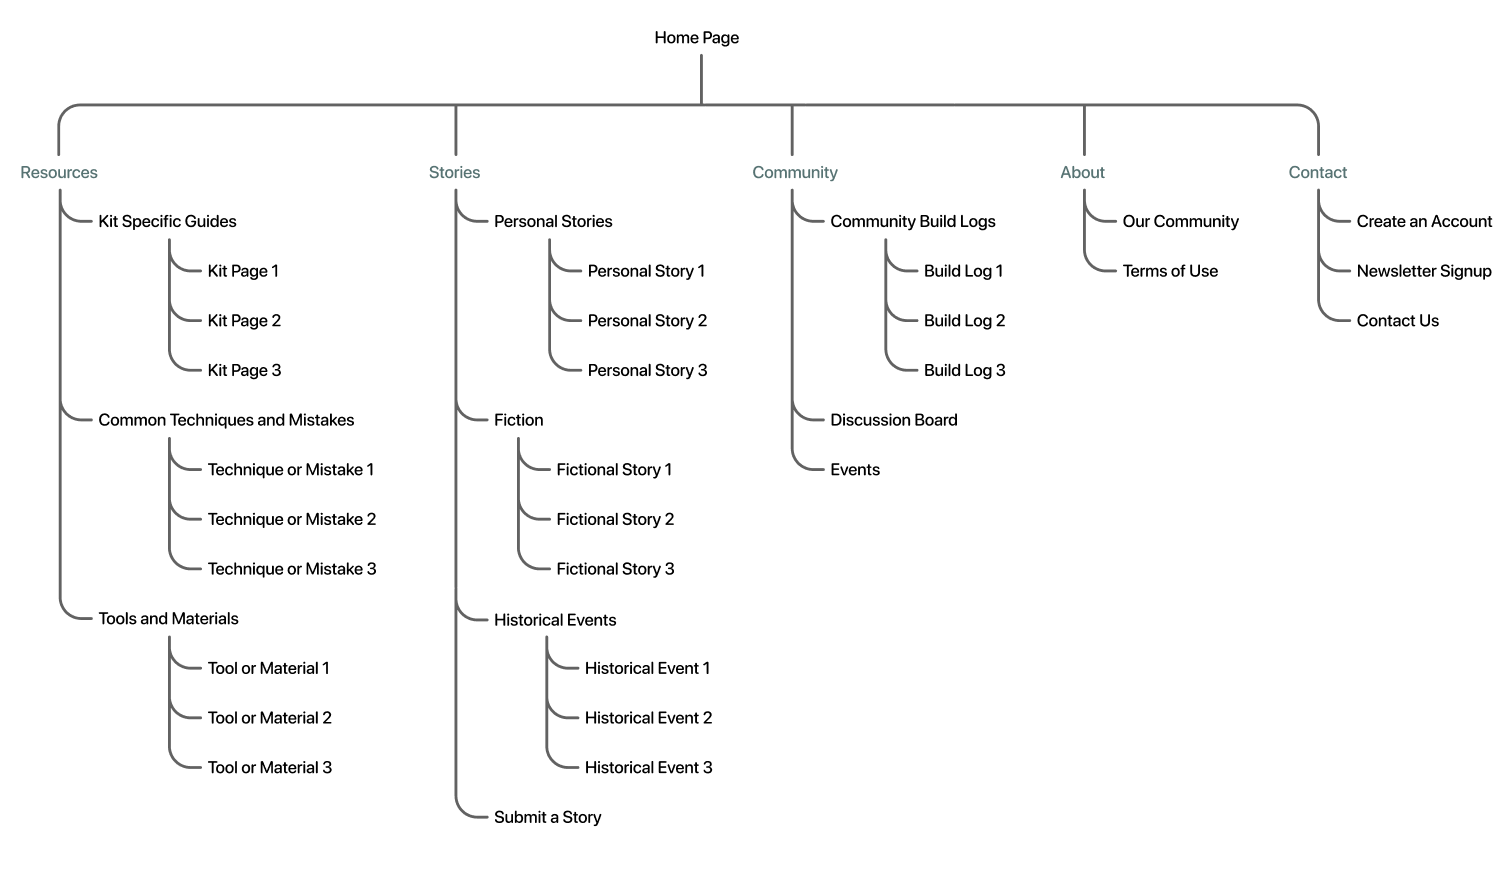 Home Page
Resources
Kit Specific Guides
Kit Page 1
Kit Page 2
Kit Page 3
Common Techniques and Mistakes
Technique or Mistake 1
Technique or Mistake 2
Technique or Mistake 3
Tools and Materials
Tool or Material 1
Tool or Material 2
Tool or Material 3
Stories
Personal Stories
Personal Story 1
Personal Story 2
Personal Story 3
Fiction
Fictional Story 1
Fictional Story 2
Fictional Story 3
Historical Events
Historical Event 1
Historical Event 2
Historical Event 3
Submit a Story
Community
Community Build Logs
Build Log 1
Build Log 2
Build Log 3
Discussion Board
Events
About
Our Community
Terms of Use
Contact
Create an Account
Newsletter Signup
Contact Us